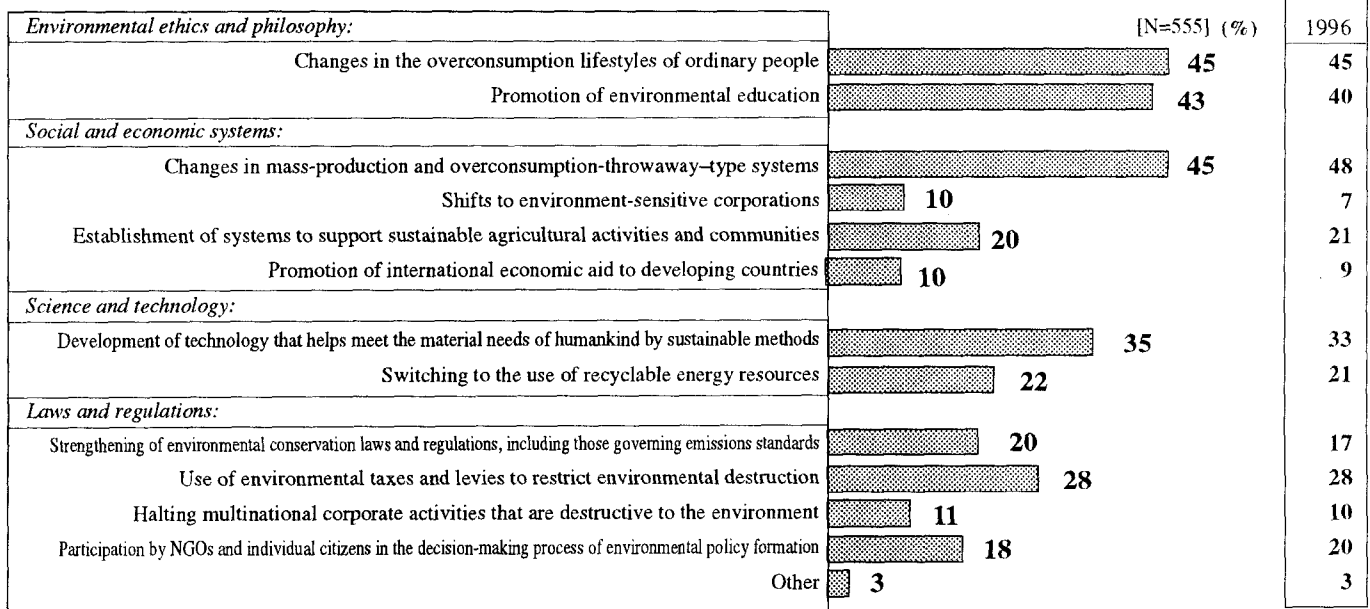 Environmental ethics and philosophy: [N=555] (%) 1996
Changes in the overconsumption lifestyles of ordinary people 45 45
Promotion of environmental education 43 40
Social and economic systems:
Changes in mass-production and overconsumption-throwaway–type systems 45 48
Shifts to environment-sensitive corporations 10 7
Establishment of systems to support sustainable agricultural activities and communities 20 21
Promotion of international economic aid to developing countries 10 9
Science and technology:
Development of technology that helps meet the material needs of humankind by sustainable methods 35 33
Switching to the use of recyclable energy resources 22 21
Laws and regulations:
Strengthening of environmental conservation laws and regulations, including those governing emissions standards 20 17
Use of environmental taxes and levies to restrict environmental destruction 28 28
Halting multinational corporate activities that are destructive to the environment 11 10
Participation by NGOs and individual citizens in the decision-making process of environmental policy formation 18 20
Other 3 3